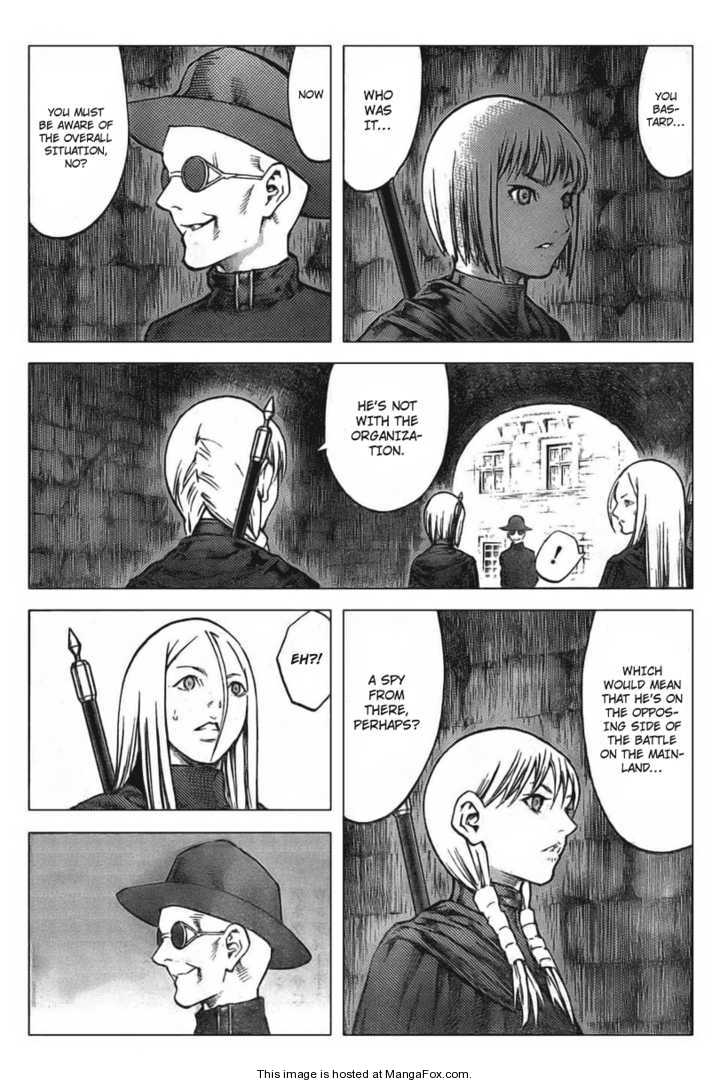 YOU
BAS-
TARD...
WHO
WAS
IT...
NOW
YOU MUST
BE AWARE OF
THE OVERALL
SITUATION,
NO?
HE'S NOT
WITH THE
ORGANIZA-
TION.
!
WHICH
WOULD MEAN
THAT HE'S ON
THE OPPOS-
ING SIDE OF
THE BATTLE
ON THE MAIN-
LAND...
A SPY
FROM
THERE,
PERHAPS?
EH?!
This image is hosted at MangaFox.com.